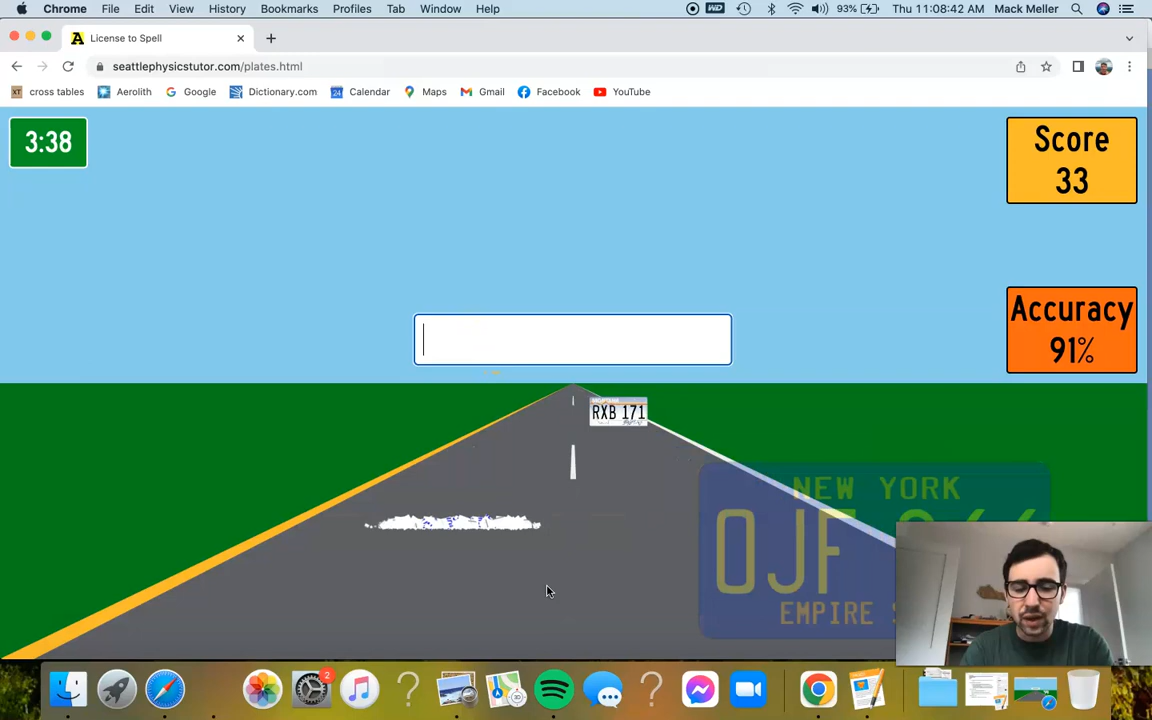 Chrome File Edit View History Bookmarks Profiles Tab Window Help 93% Thu 11:08:42 AM Mack Meller
License to Spell
seattlephysicstutor.com/plates.html
cross tables Aerolith Google Dictionary.com Calendar Maps Gmail Facebook YouTube
3:38
Score
33
Accuracy
91%
RXB 171
NEW YORK
OJF
EMPIRE
2